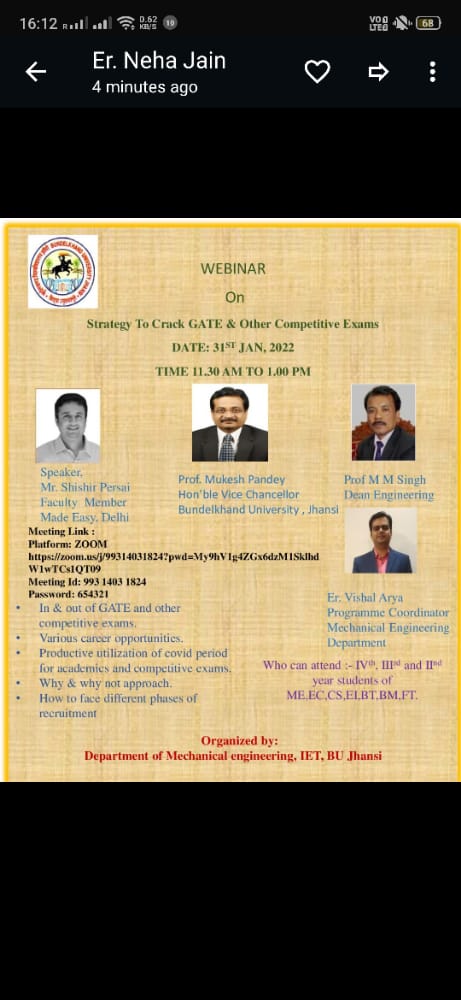 16:12
0.62
KB/S
19
VO
LTE
68
Er. Neha Jain
4 minutes ago
WEBINAR
On
Strategy To Crack GATE & Other Competitive Exams
DATE: 31ST JAN, 2022
TIME 11.30 AM TO 1.00 PM
Speaker,
Mr. Shishir Persai
Faculty Member
Made Easy, Delhi
Prof. Mukesh Pandey
Hon'ble Vice Chancellor
Bundelkhand University , Jhansi
Prof M M Singh
Dean Engineering
Meeting Link :
Platform: ZOOM
https://zoom.us/j/99314031824?pwd=My9hV1g4ZGx6dzM1Sklhd
W1wTCs1QT09
Meeting Id: 993 1403 1824
Password: 654321
• In & out of GATE and other
competitive exams.
• Various career opportunities.
• Productive utilization of covid period
for academics and competitive exams.
• Why & why not approach.
• How to face different phases of
recruitment
Er. Vishal Arya
Programme Coordinator
Mechanical Engineering
Department
Who can attend :- IVth, IIIrd and IInd
year students of
ME,EC,CS,EI,BT,BM,FT.
Organized by:
Department of Mechanical engineering, IET, BU Jhansi